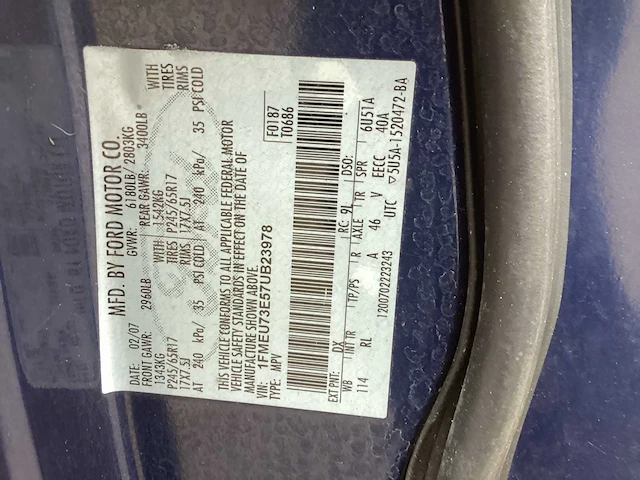 MFD. BY FORD MOTOR CO.
DATE: 02/07 GVWR: 6180LB/ 2803KG
FRONT GAWR: 2960LB REAR GAWR: 3400LB
1343KG WITH 1542KG WITH
P245/65R17 TIRES P245/65R17 TIRES
17X7.5J RIMS 17X7.5J RIMS
AT 240 kPa/ 35 PSI COLD AT 240 kPa/ 35 PSI COLD
THIS VEHICLE CONFORMS TO ALL APPLICABLE FEDERAL MOTOR
VEHICLE SAFETY STANDARDS IN EFFECT ON THE DATE OF
MANUFACTURE SHOWN ABOVE.
VIN: 1FMEU73E57UB23978 F0187
TYPE: MPV T0686
EXT PNT: DX RC: 91 DSO:
WB INT TR TP/PS R AXLE TR SPR 6U51A
114 RL A 46 V EECC 40A
1200702223243 UTC ▽5U5A-1520472-BA